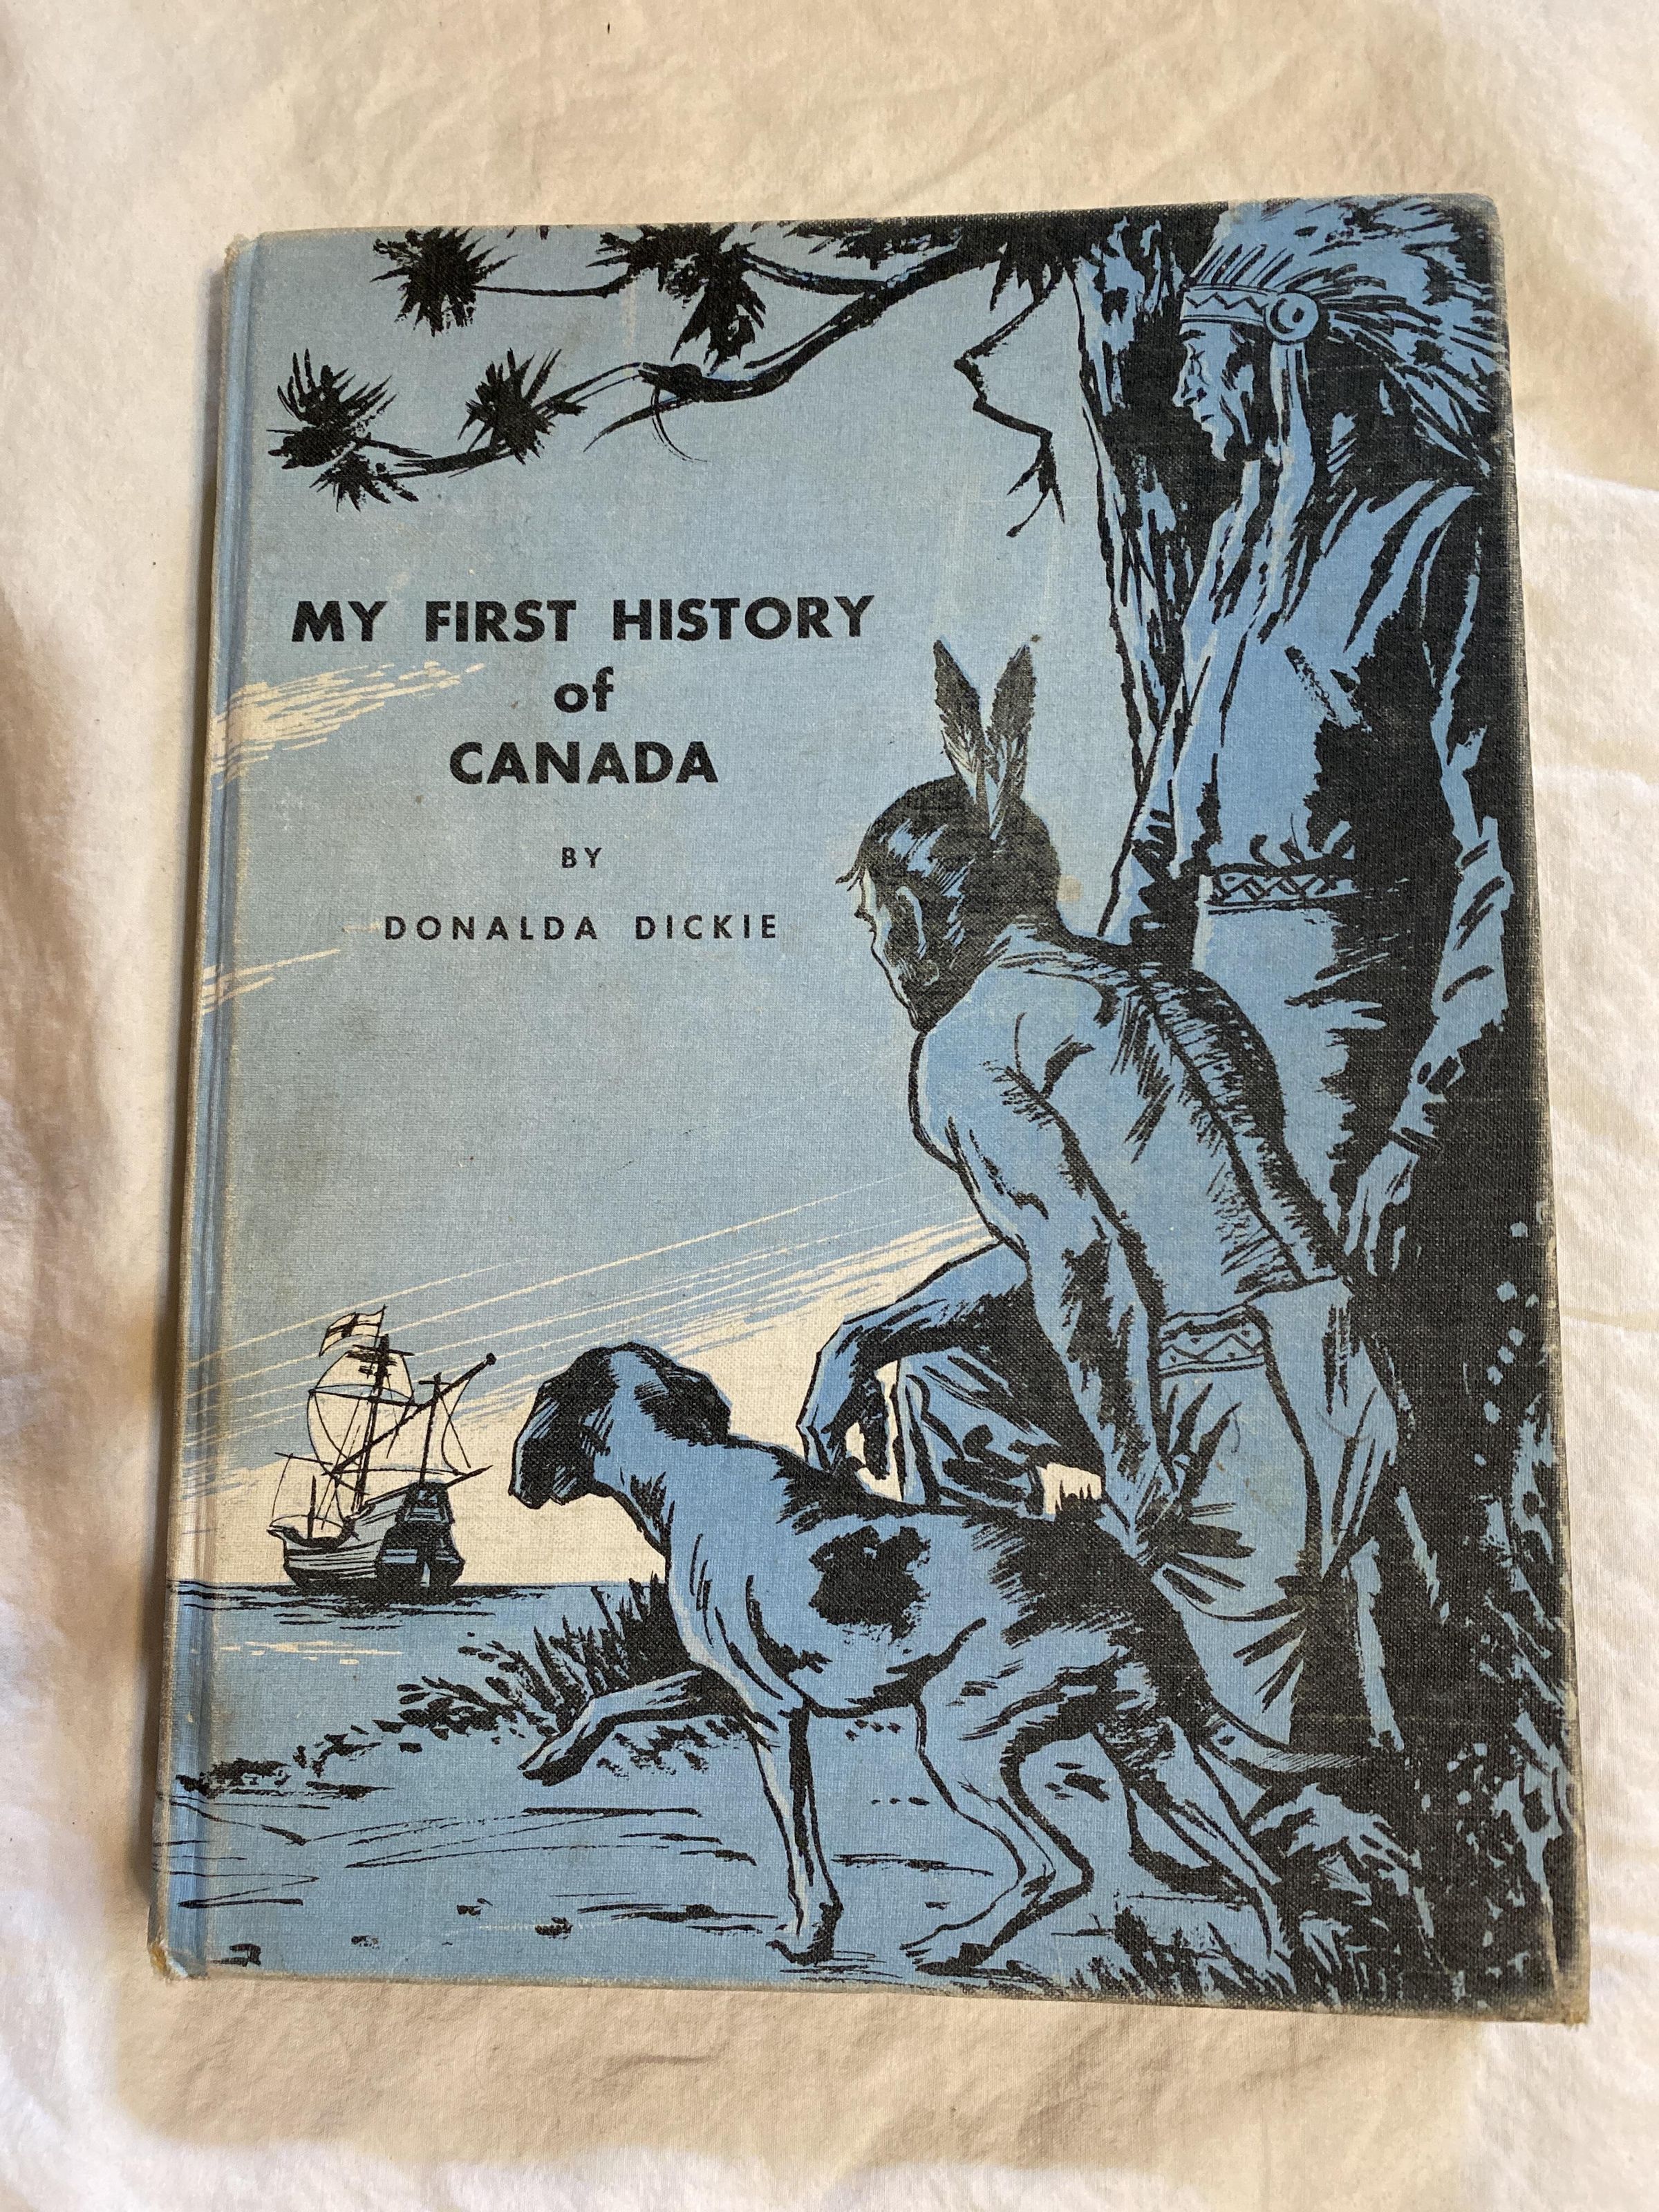 MY FIRST HISTORY
of
CANADA
BY
DONALDA DICKIE